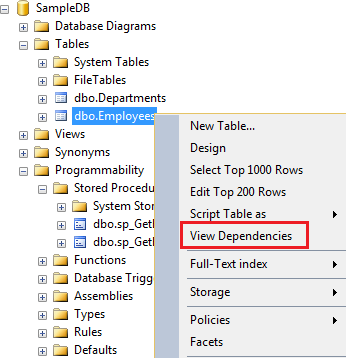 SampleDB
Database Diagrams
Tables
System Tables
FileTables
dbo.Departments
dbo.Employees
Views
Synonyms
Programmability
Stored Procedu
System Stor
dbo.sp_Getl
dbo.sp_Getl
Functions
Database Trigg
Assemblies
Types
Rules
Defaults
New Table...
Design
Select Top 1000 Rows
Edit Top 200 Rows
Script Table as
View Dependencies
Full-Text index
Storage
Policies
Facets